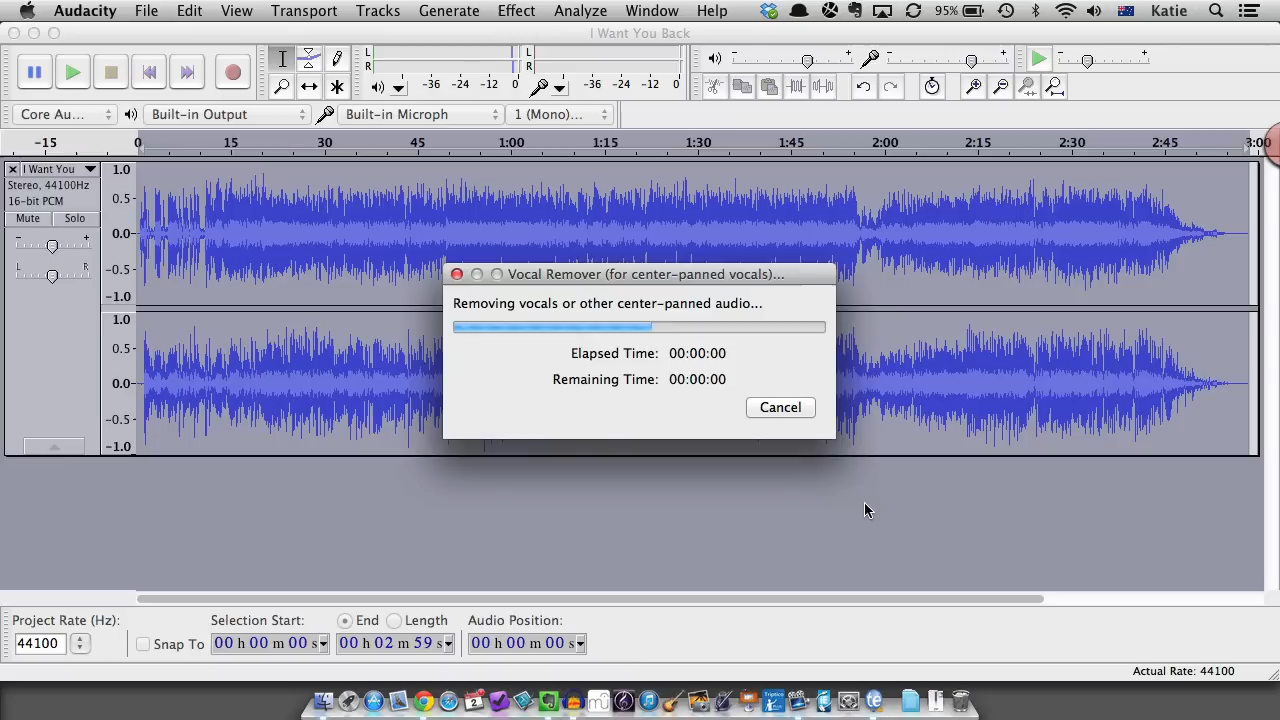 Audacity File Edit View Transport Tracks Generate Effect Analyze Window Help 95% Katie
I Want You Back
L R -36 -24 -12 0 L R -36 -24 -12 0
Core Au... Built-in Output Built-in Microph 1 (Mono)...
-15 0 15 30 45 1:00 1:15 1:30 1:45 2:00 2:15 2:30 2:45 3:00
I Want You
Stereo, 44100Hz
16-bit PCM
Mute Solo
- +
L R
1.0
0.5
0.0
-0.5
-1.0
1.0
0.5
0.0
-0.5
-1.0
Vocal Remover (for center-panned vocals)...
Removing vocals or other center-panned audio...
Elapsed Time: 00:00:00
Remaining Time: 00:00:00
Cancel
Project Rate (Hz): Selection Start: End Length Audio Position:
44100 Snap To 00 h 00 m 00 s 00 h 02 m 59 s 00 h 00 m 00 s
Actual Rate: 44100